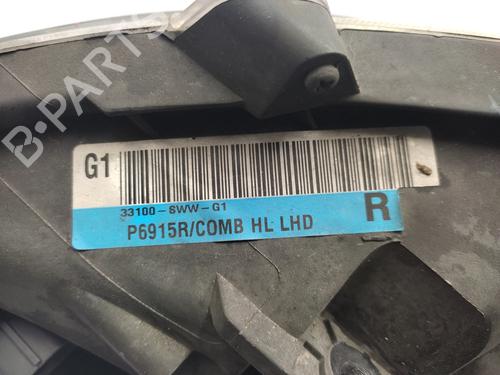 B-PARTS
G1
33100-SWW-G1
P6915R/COMB HL LHD
R